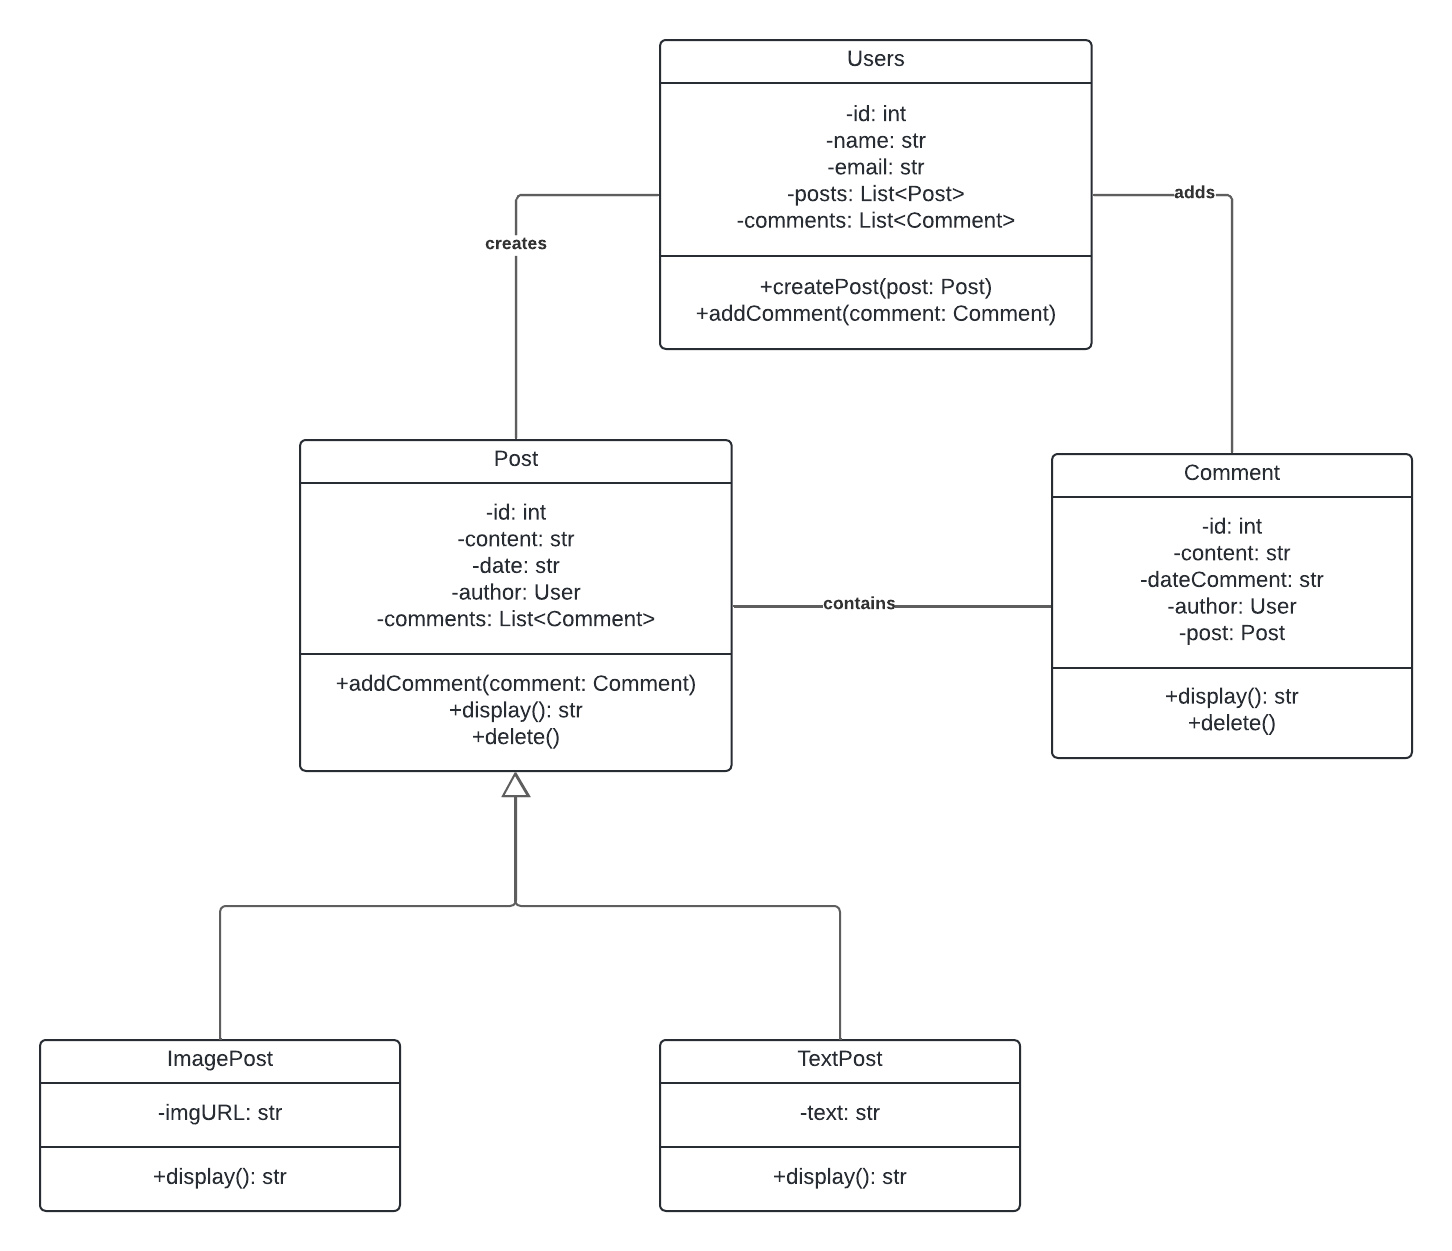 Users
-id: int
-name: str
-email: str
-posts: List<Post>
-comments: List<Comment>
+createPost(post: Post)
+addComment(comment: Comment)
creates
adds
Post
-id: int
-content: str
-date: str
-author: User
-comments: List<Comment>
+addComment(comment: Comment)
+display(): str
+delete()
contains
Comment
-id: int
-content: str
-dateComment: str
-author: User
-post: Post
+display(): str
+delete()
ImagePost
-imgURL: str
+display(): str
TextPost
-text: str
+display(): str